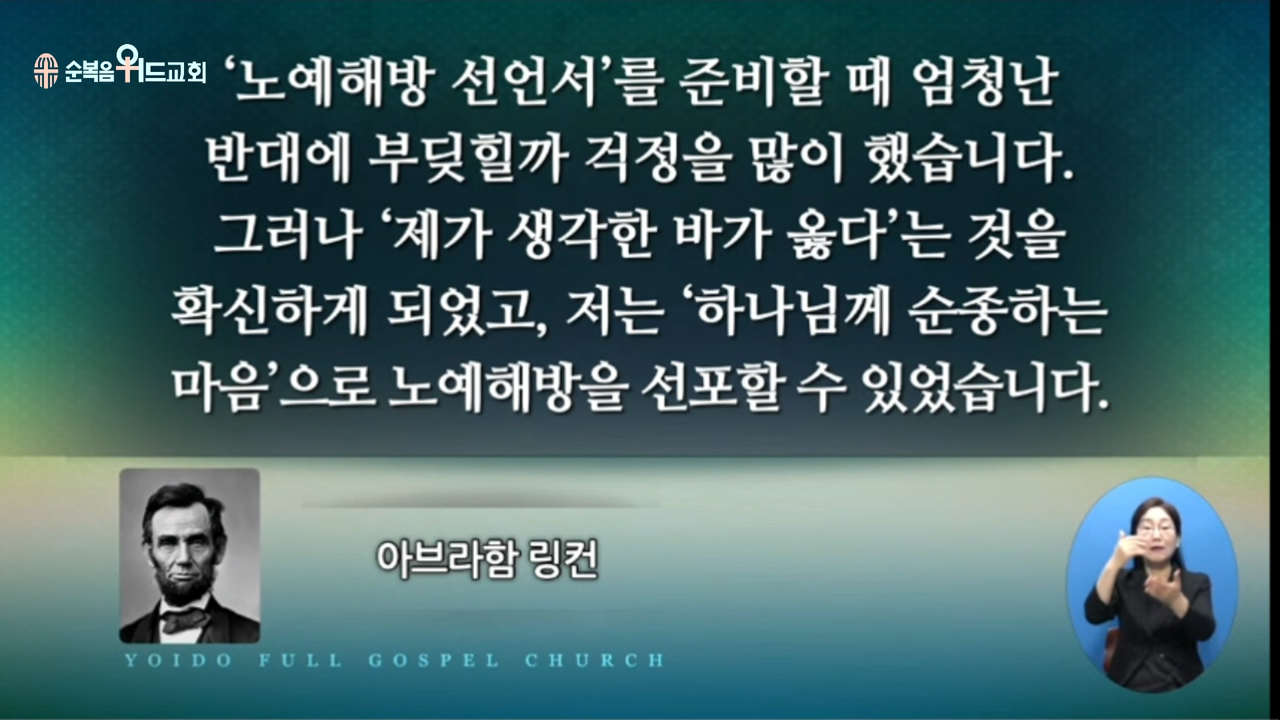 순복음위드교회
‘노예해방 선언서’를 준비할 때 엄청난
반대에 부딪힐까 걱정을 많이 했습니다.
그러나 ‘제가 생각한 바가 옳다’는 것을
확신하게 되었고, 저는 ‘하나님께 순종하는
마음’으로 노예해방을 선포할 수 있었습니다.
아브라함 링컨
YOIDO FULL GOSPEL CHURCH